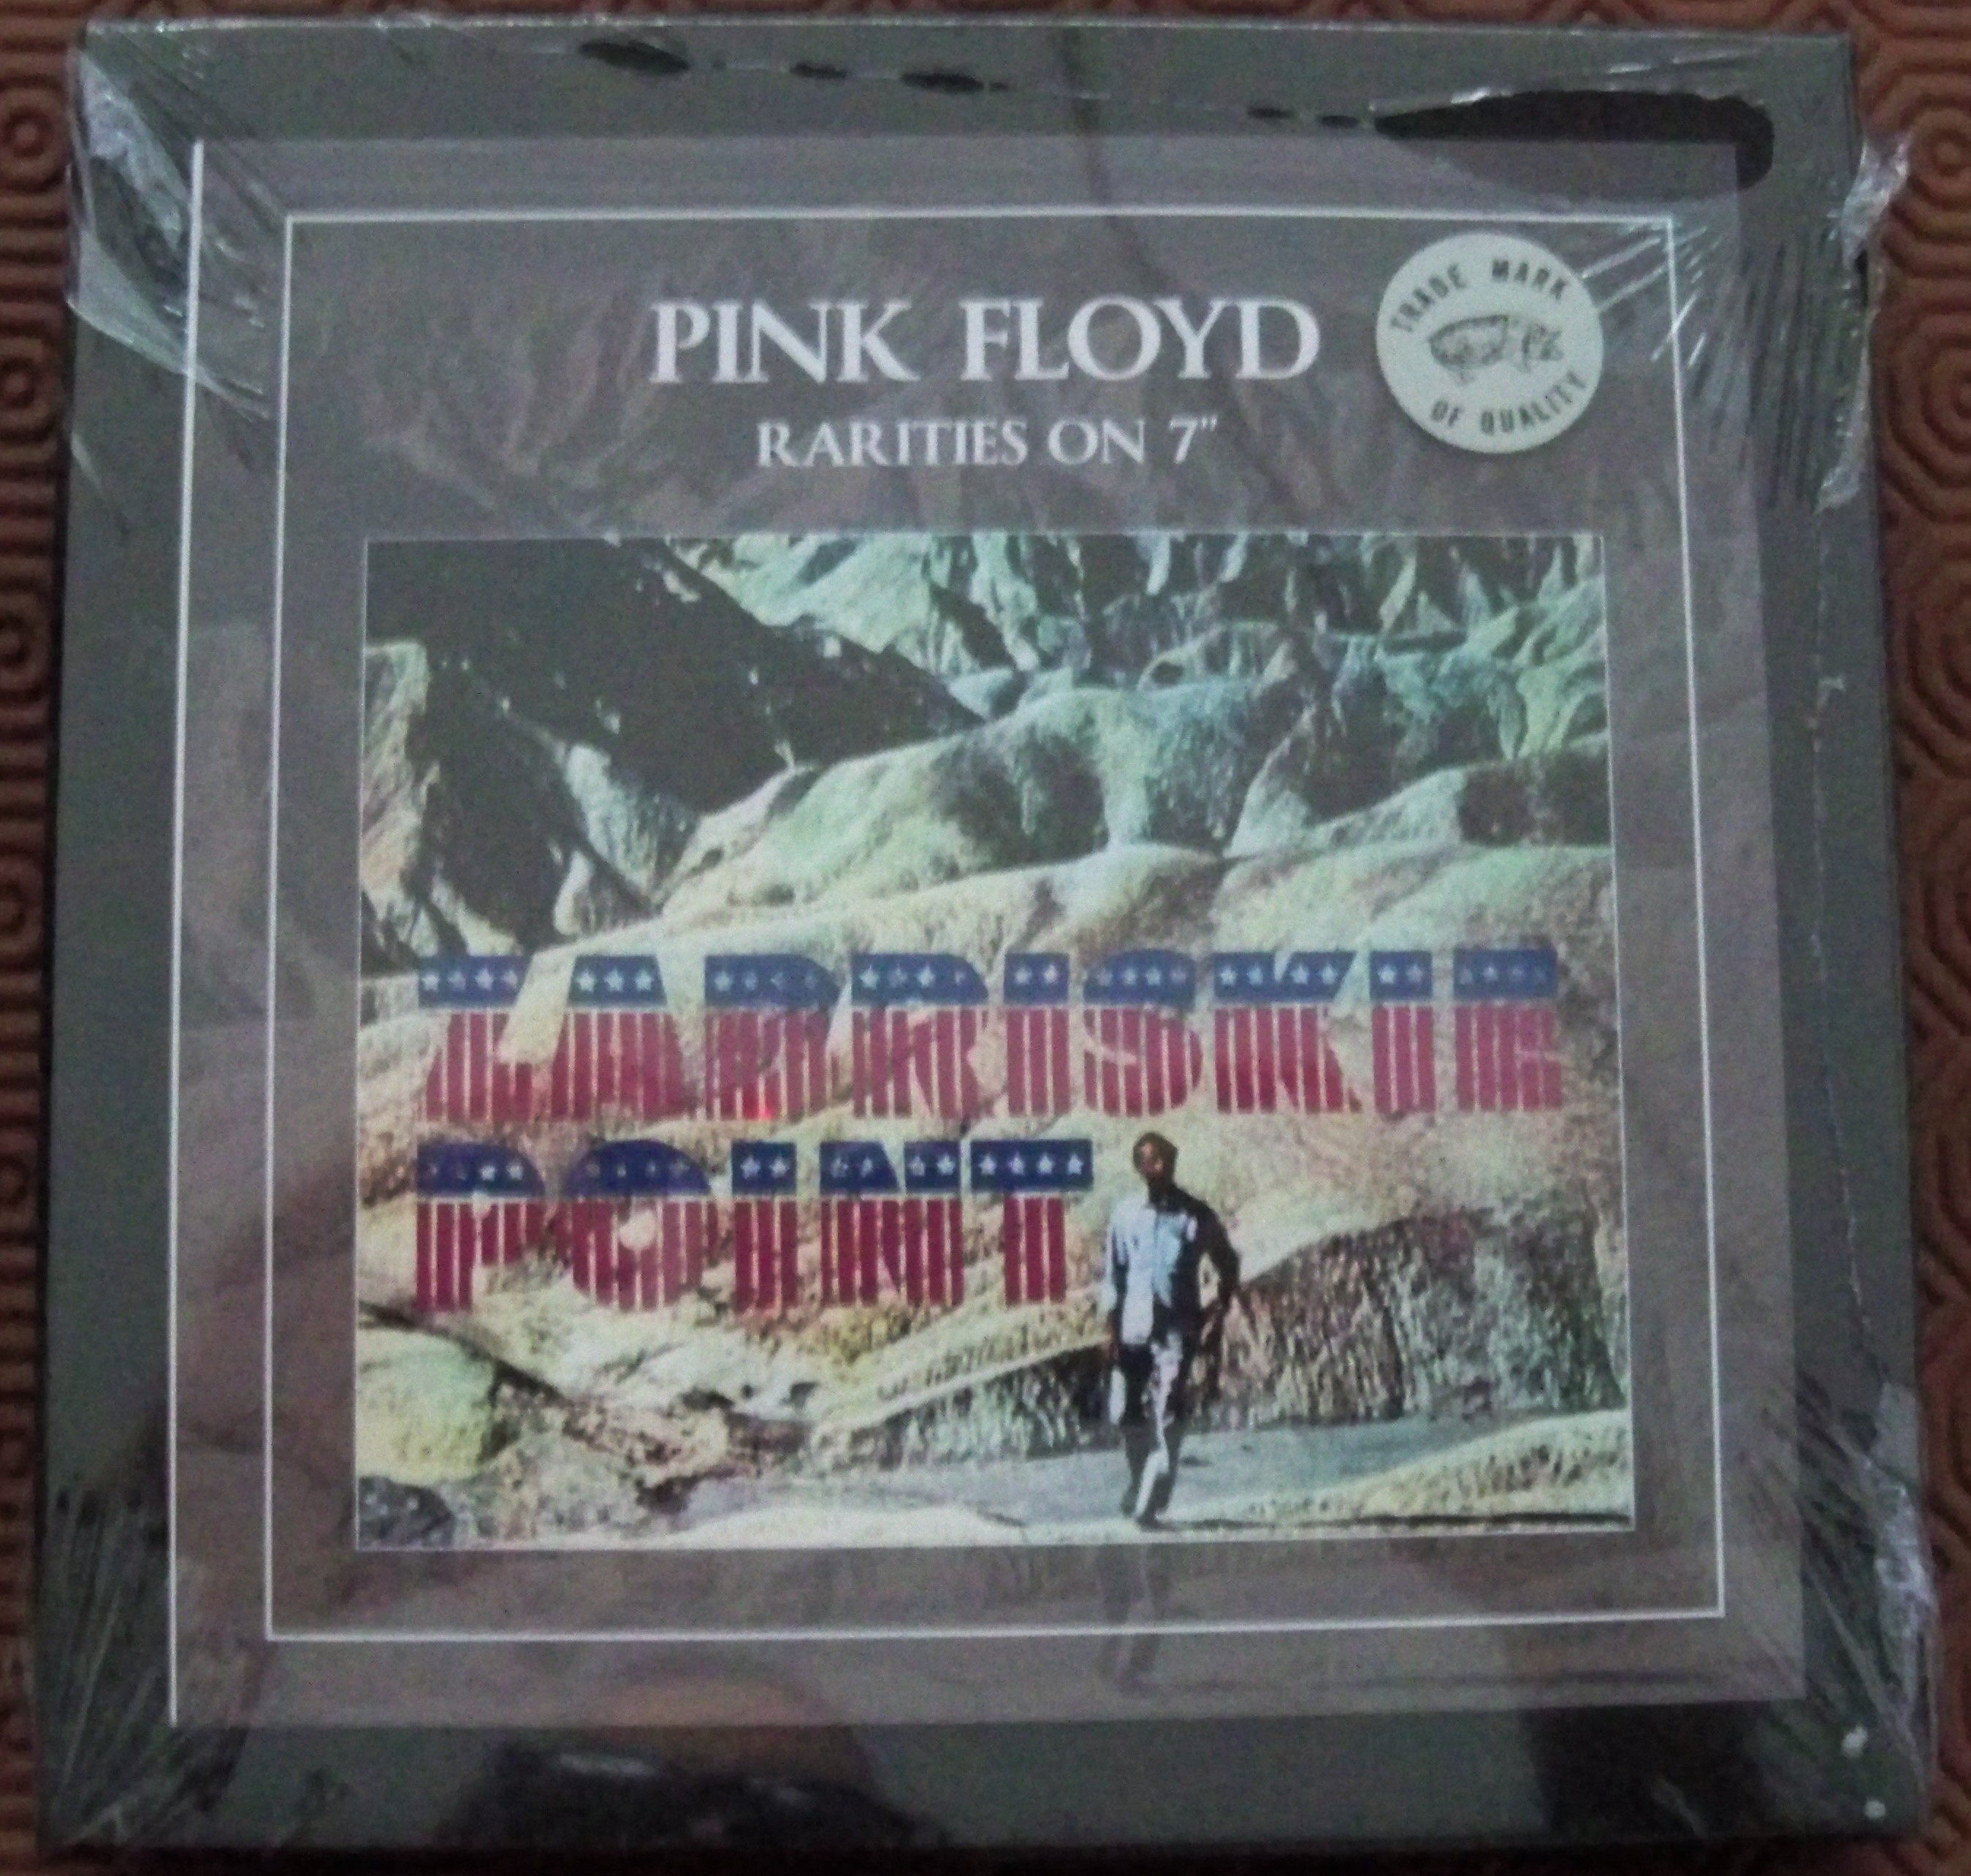 PINK FLOYD
RARITIES ON 7"
TRADE MARK
OF QUALITY
ZABRISKIE
POINT